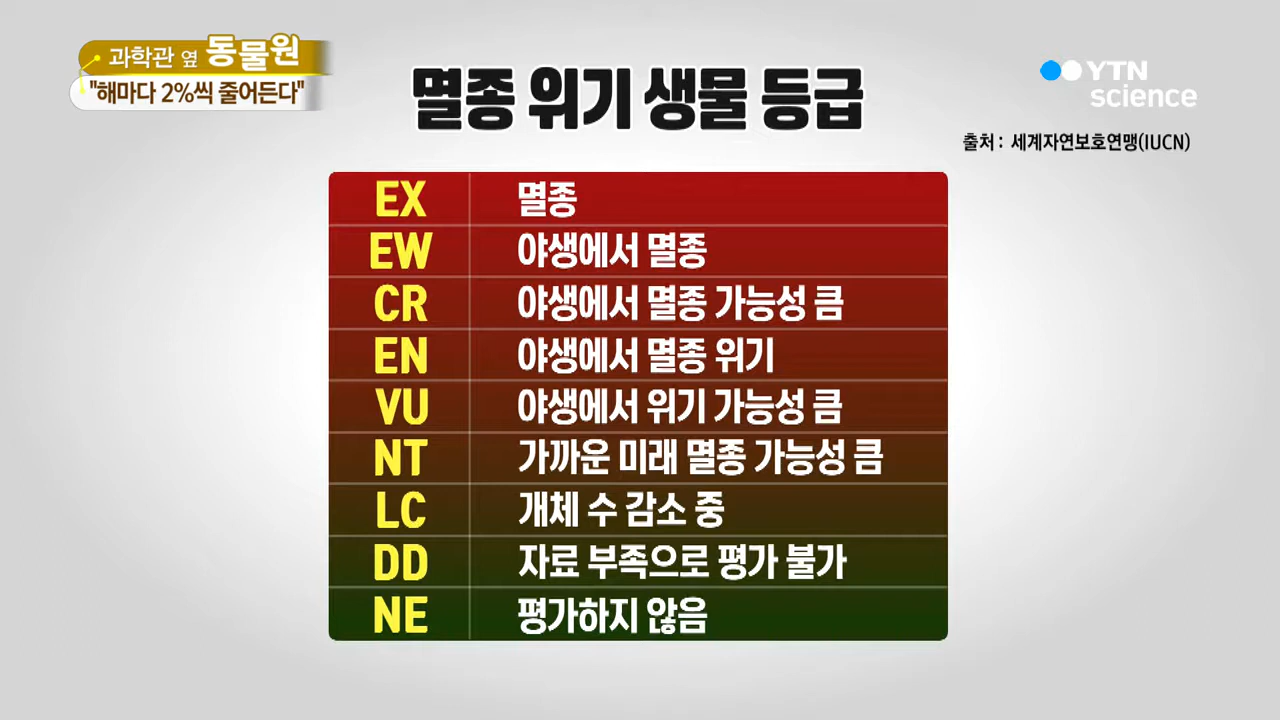 과학관 옆 동물원
"해마다 2%씩 줄어든다"
멸종 위기 생물 등급
YTN
science
출처 : 세계자연보호연맹(IUCN)
EX 멸종
EW 야생에서 멸종
CR 야생에서 멸종 가능성 큼
EN 야생에서 멸종 위기
VU 야생에서 위기 가능성 큼
NT 가까운 미래 멸종 가능성 큼
LC 개체 수 감소 중
DD 자료 부족으로 평가 불가
NE 평가하지 않음